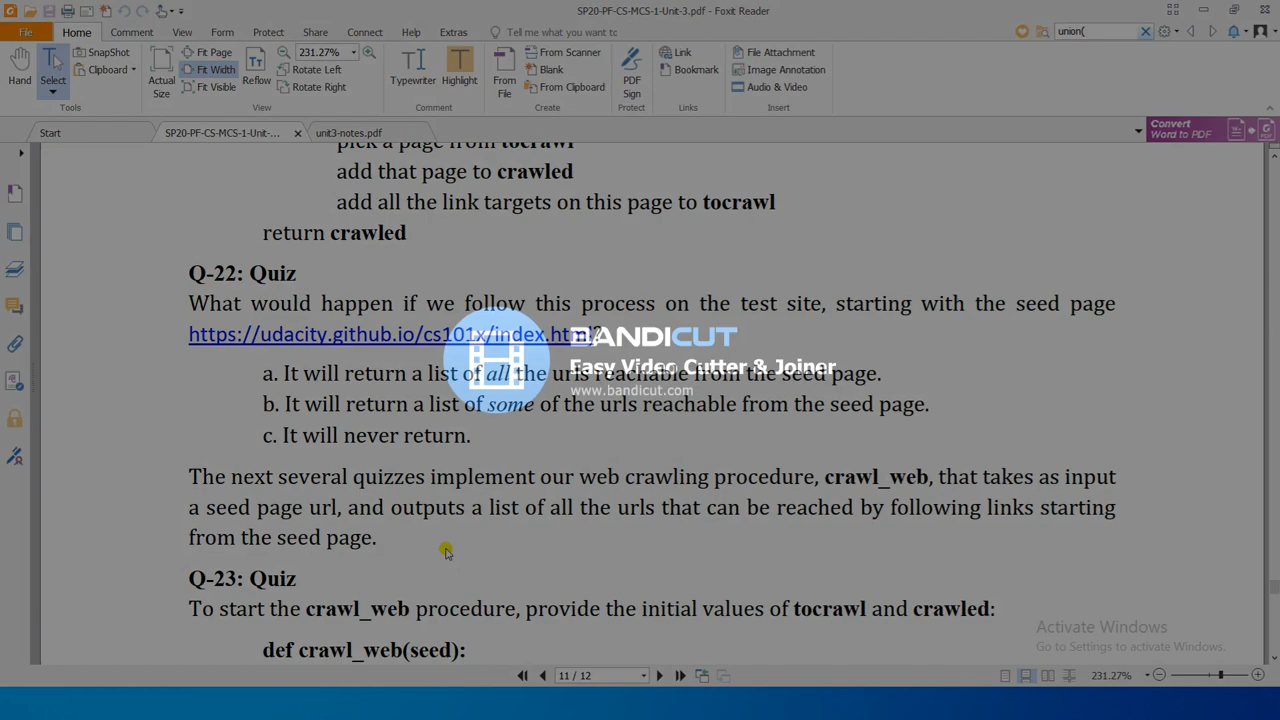 SP20-PF-CS-MCS-1-Unit-3.pdf - Foxit Reader
File Home Comment View Form Protect Share Connect Help Extras Tell me what you want to
union(
Hand
Select
SnapShot
Clipboard
Tools
Actual Size
Fit Page
Fit Width
Fit Visible
Reflow
231.27%
Rotate Left
Rotate Right
View
Typewriter
Highlight
Comment
From File
From Scanner
Blank
From Clipboard
Create
PDF Sign
Protect
Link
Bookmark
Links
File Attachment
Image Annotation
Audio & Video
Insert
Start
SP20-PF-CS-MCS-1-Unit-...
unit3-notes.pdf
Convert
Word to PDF
pick a page from tocrawl
add that page to crawled
add all the link targets on this page to tocrawl
return crawled
Q-22: Quiz
What would happen if we follow this process on the test site, starting with the seed page
https://udacity.github.io/cs101x/index.html?
BANDICUT
Easy Video Cutter & Joiner
www.bandicut.com
a. It will return a list of all the urls reachable from the seed page.
b. It will return a list of some of the urls reachable from the seed page.
c. It will never return.
The next several quizzes implement our web crawling procedure, crawl_web, that takes as input
a seed page url, and outputs a list of all the urls that can be reached by following links starting
from the seed page.
Q-23: Quiz
To start the crawl_web procedure, provide the initial values of tocrawl and crawled:
def crawl_web(seed):
Activate Windows
Go to Settings to activate Windows.
11 / 12
231.27%